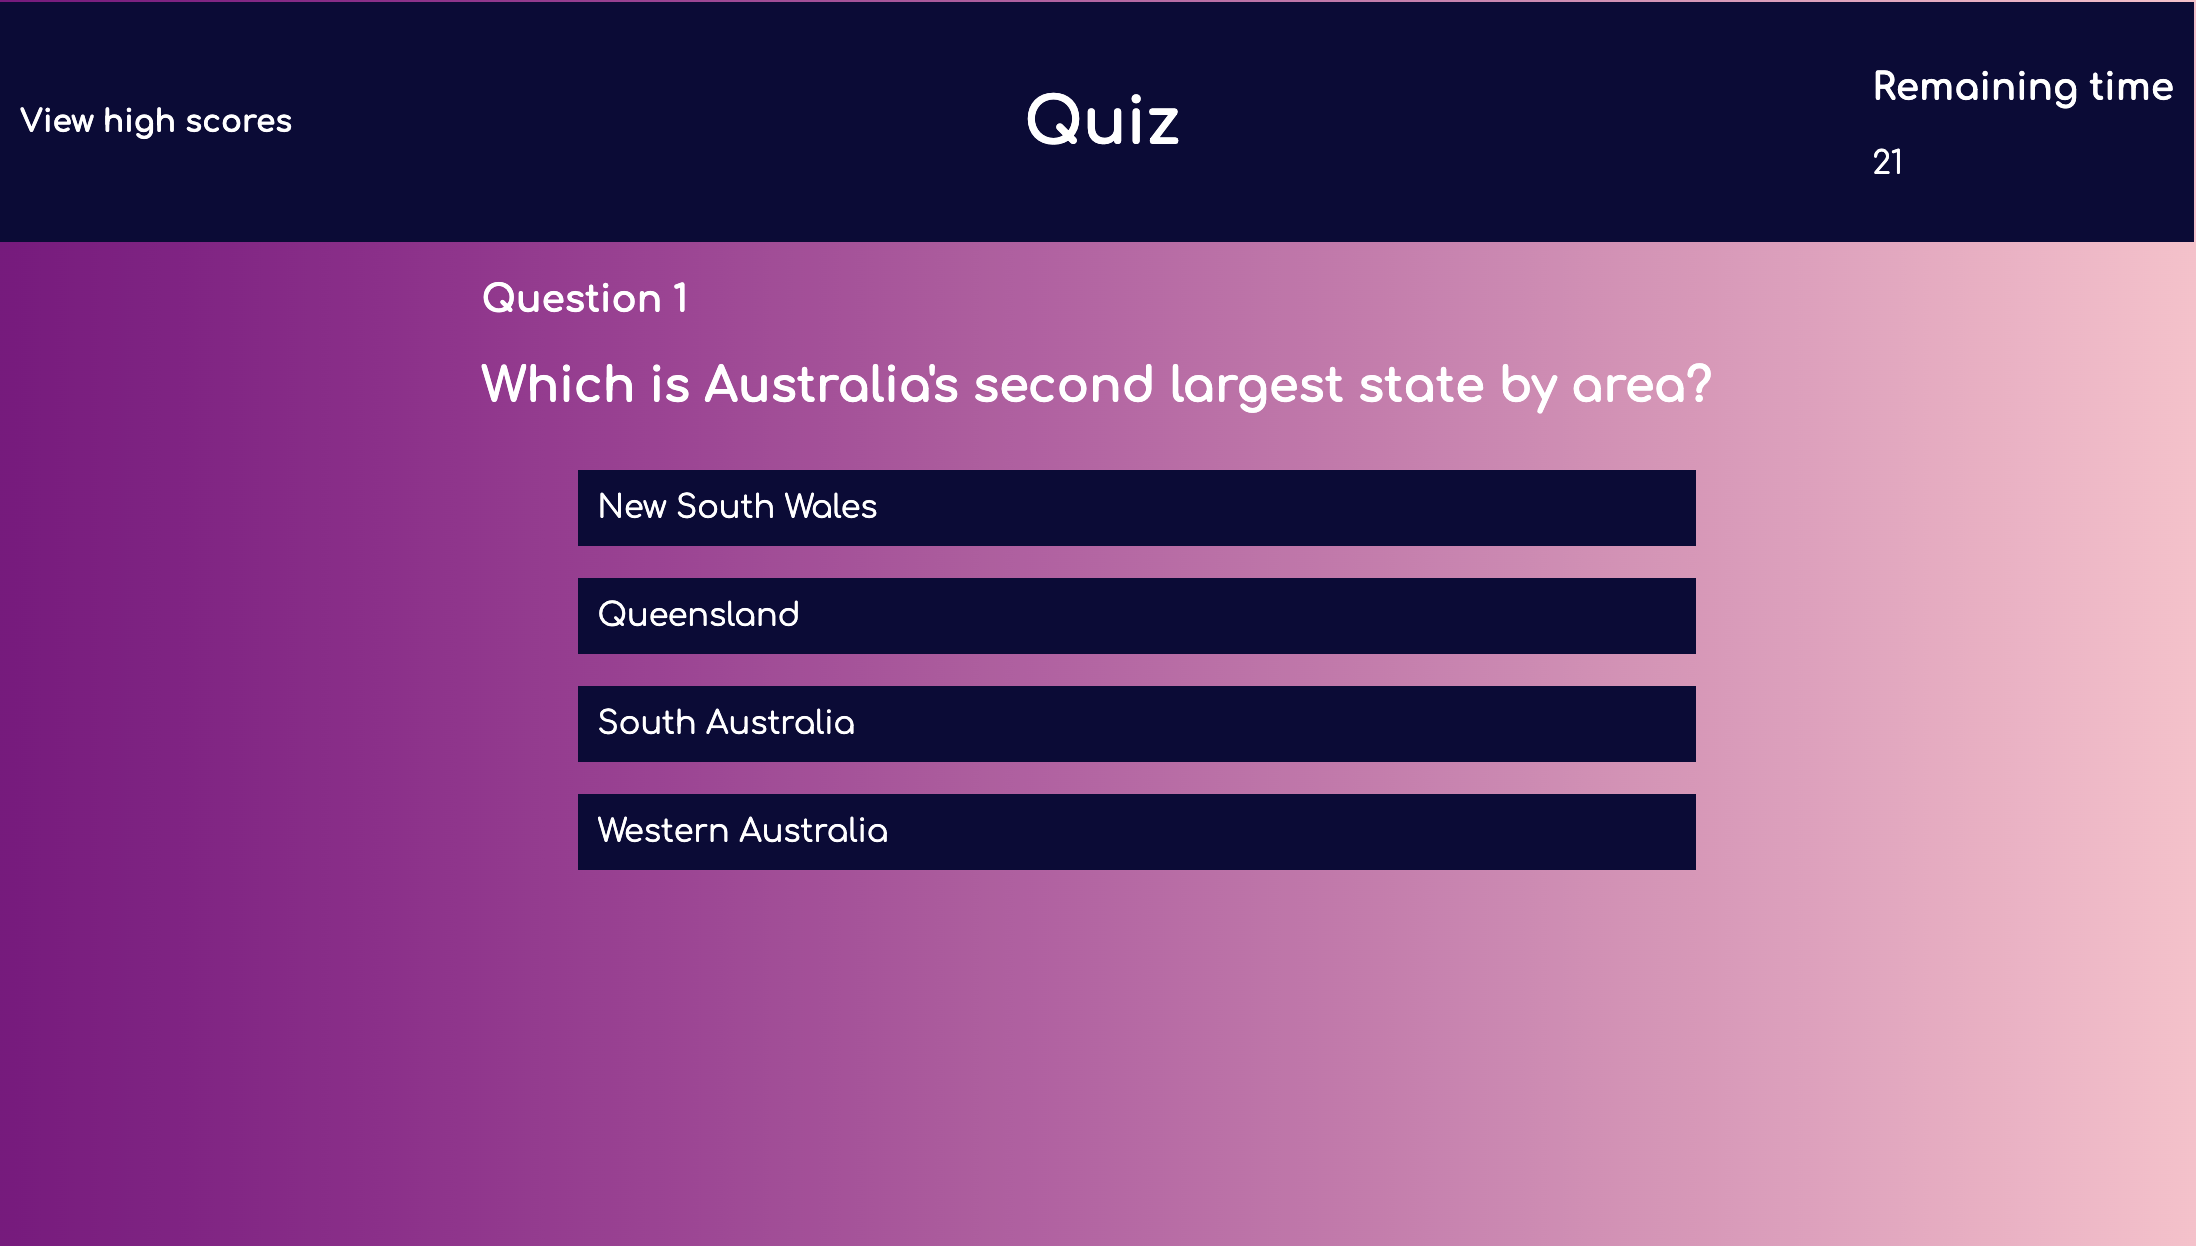 View high scores
Quiz
Remaining time
21
Question 1
Which is Australia's second largest state by area?
New South Wales
Queensland
South Australia
Western Australia